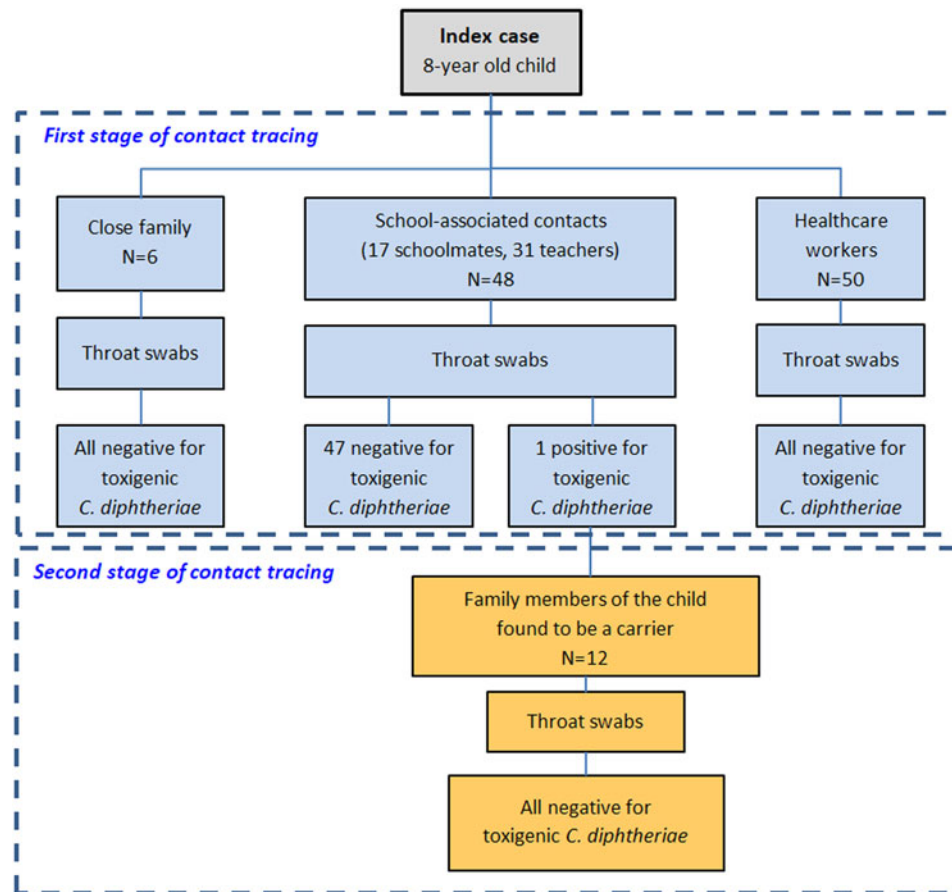 Index case
8-year old child
First stage of contact tracing
Close family
N=6
School-associated contacts
(17 schoolmates, 31 teachers)
N=48
Healthcare
workers
N=50
Throat swabs
Throat swabs
Throat swabs
All negative for
toxigenic
C. diphtheriae
47 negative for
toxigenic
C. diphtheriae
1 positive for
toxigenic
C. diphtheriae
All negative for
toxigenic
C. diphtheriae
Second stage of contact tracing
Family members of the child
found to be a carrier
N=12
Throat swabs
All negative for
toxigenic C. diphtheriae